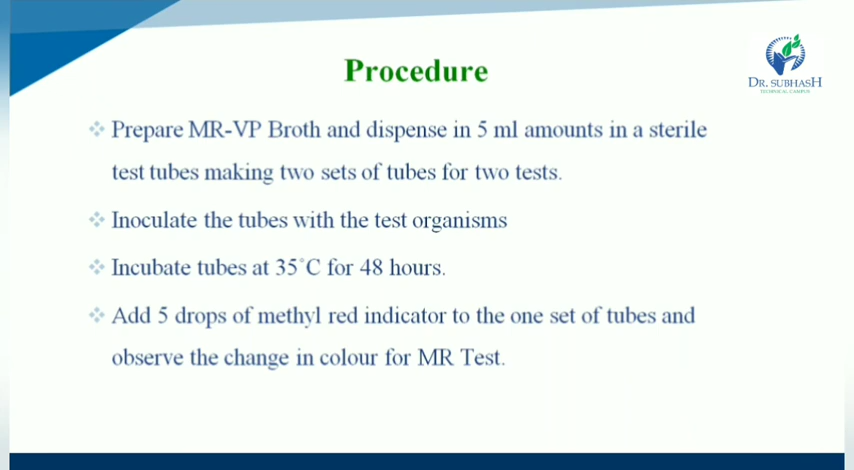 Procedure
DR. SUBHASH
TECHNICAL CAMPUS
Prepare MR-VP Broth and dispense in 5 ml amounts in a sterile
test tubes making two sets of tubes for two tests.
Inoculate the tubes with the test organisms
Incubate tubes at 35°C for 48 hours.
Add 5 drops of methyl red indicator to the one set of tubes and
observe the change in colour for MR Test.